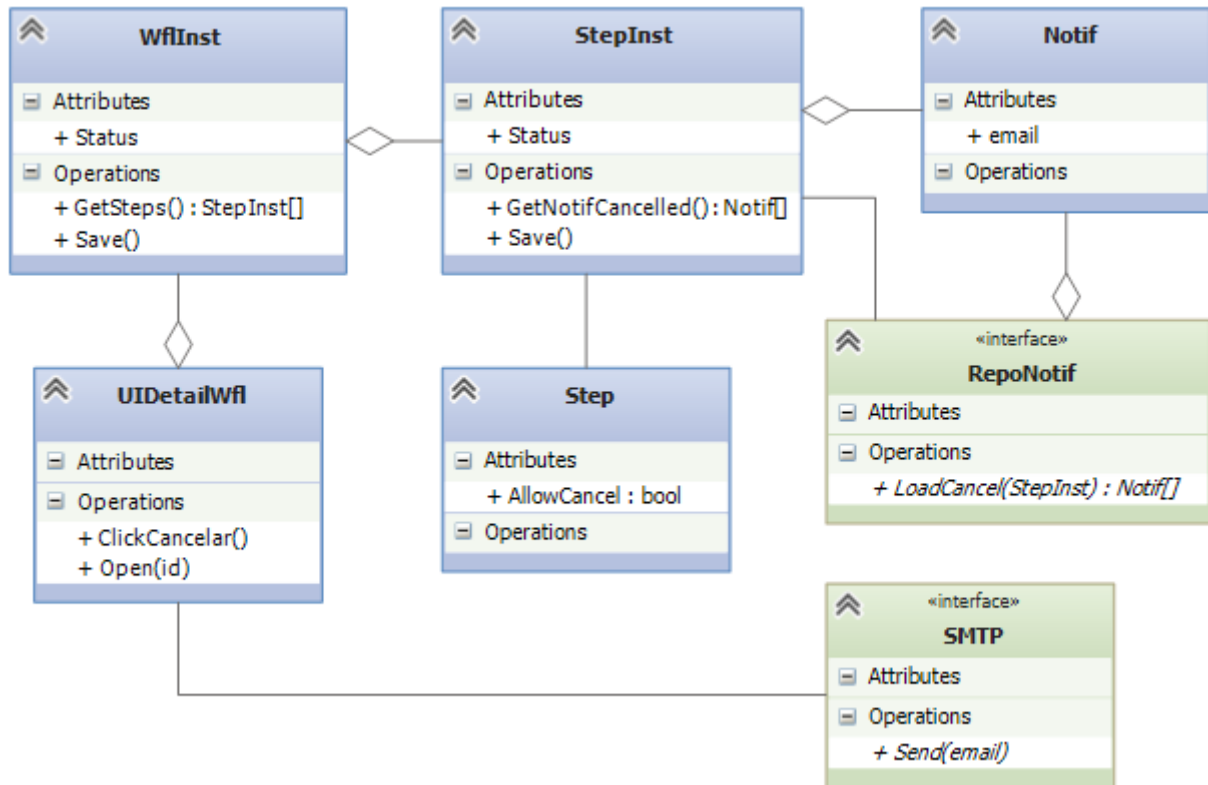 WflInst
Attributes
+ Status
Operations
+ GetSteps() : StepInst[]
+ Save()
StepInst
Attributes
+ Status
Operations
+ GetNotifCancelled() : Notif[]
+ Save()
Notif
Attributes
+ email
Operations
UIDetailWfl
Attributes
Operations
+ ClickCancelar()
+ Open(id)
Step
Attributes
+ AllowCancel : bool
Operations
«interface»
RepoNotif
Attributes
Operations
+ LoadCancel(StepInst) : Notif[]
«interface»
SMTP
Attributes
Operations
+ Send(email)